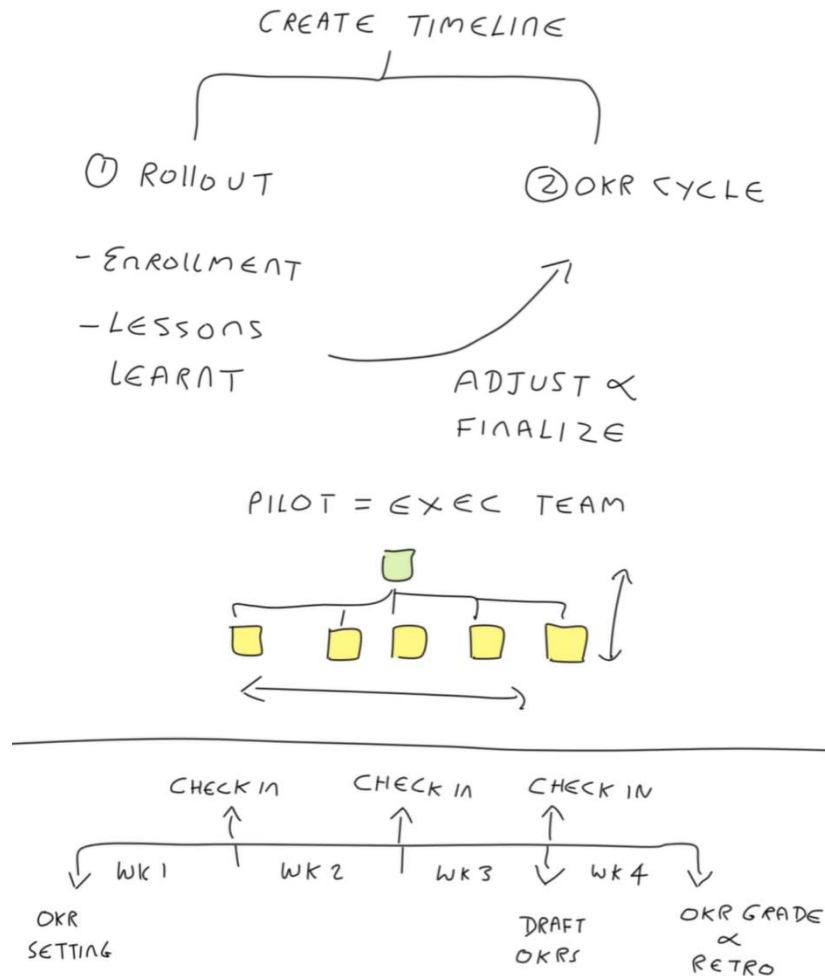 CREATE TIMELINE
① ROLLOUT
② OKR CYCLE
- ENROLLMENT
- LESSONS
LEARNT
ADJUST &
FINALIZE
PILOT = EXEC TEAM
CHECK IN
CHECK IN
CHECK IN
WK 1
WK 2
WK 3
WK 4
OKR
SETTING
DRAFT
OKRS
OKR GRADE
&
RETRO